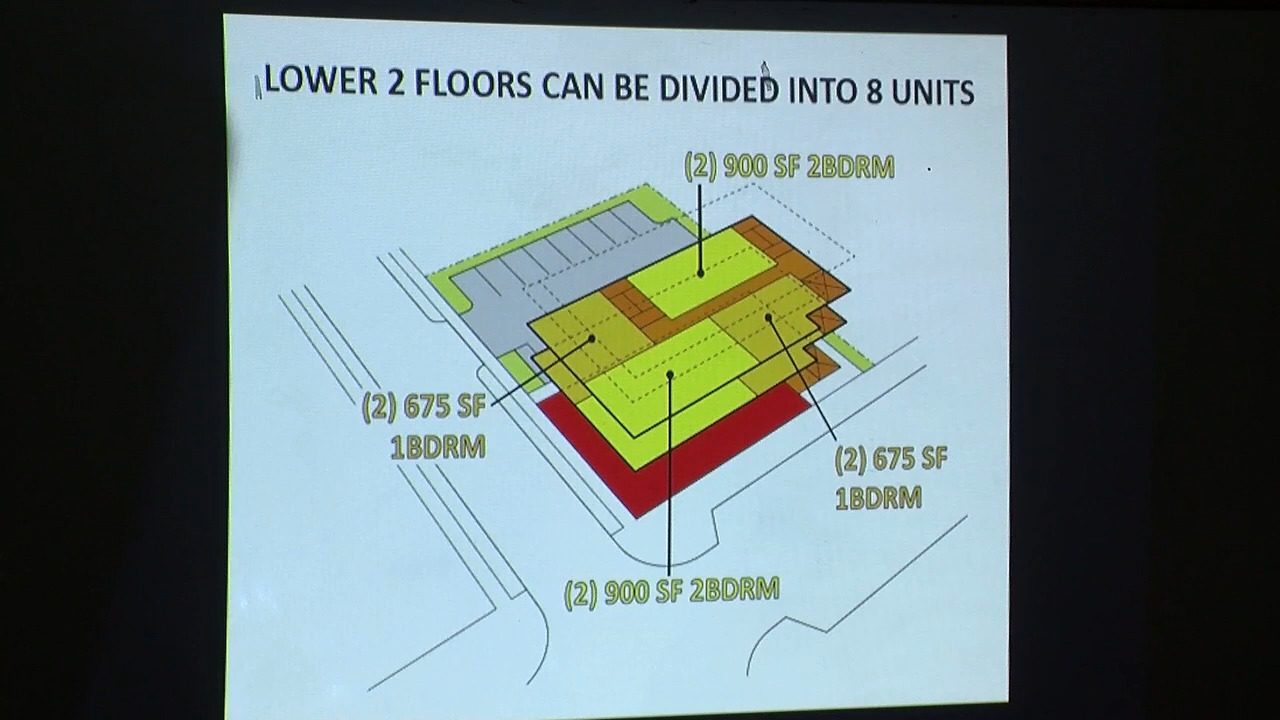 LOWER 2 FLOORS CAN BE DIVIDED INTO 8 UNITS
(2) 900 SF 2BDRM
(2) 675 SF
1BDRM
(2) 675 SF
1BDRM
(2) 900 SF 2BDRM